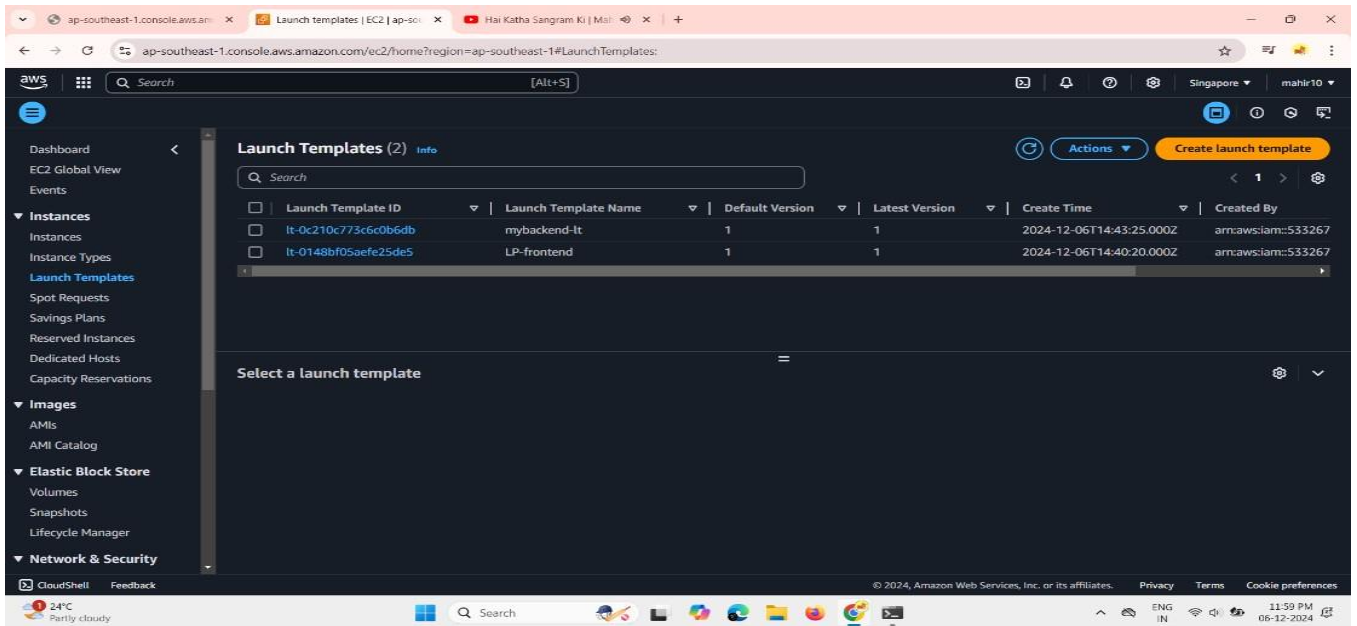 ap-southeast-1.console.aws.am
Launch templates | EC2 | ap-sou
Hai Katha Sangram Ki | Mah
ap-southeast-1.console.aws.amazon.com/ec2/home?region=ap-southeast-1#LaunchTemplates:
aws Search [Alt+S] Singapore mahir10
Dashboard
EC2 Global View
Events
Instances
Instances
Instance Types
Launch Templates
Spot Requests
Savings Plans
Reserved Instances
Dedicated Hosts
Capacity Reservations
Images
AMIs
AMI Catalog
Elastic Block Store
Volumes
Snapshots
Lifecycle Manager
Network & Security
Launch Templates (2) Info
Actions Create launch template
Search
1
Launch Template ID Launch Template Name Default Version Latest Version Create Time Created By
lt-0c210c773c6c0b6db mybackend-lt 1 1 2024-12-06T14:43:25.000Z arn:aws:iam::533267
lt-0148bf05aefe25de5 LP-frontend 1 1 2024-12-06T14:40:20.000Z arn:aws:iam::533267
Select a launch template
CloudShell Feedback © 2024, Amazon Web Services, Inc. or its affiliates. Privacy Terms Cookie preferences
1
24°C
Partly cloudy
Search
ENG
IN
11:59 PM
06-12-2024